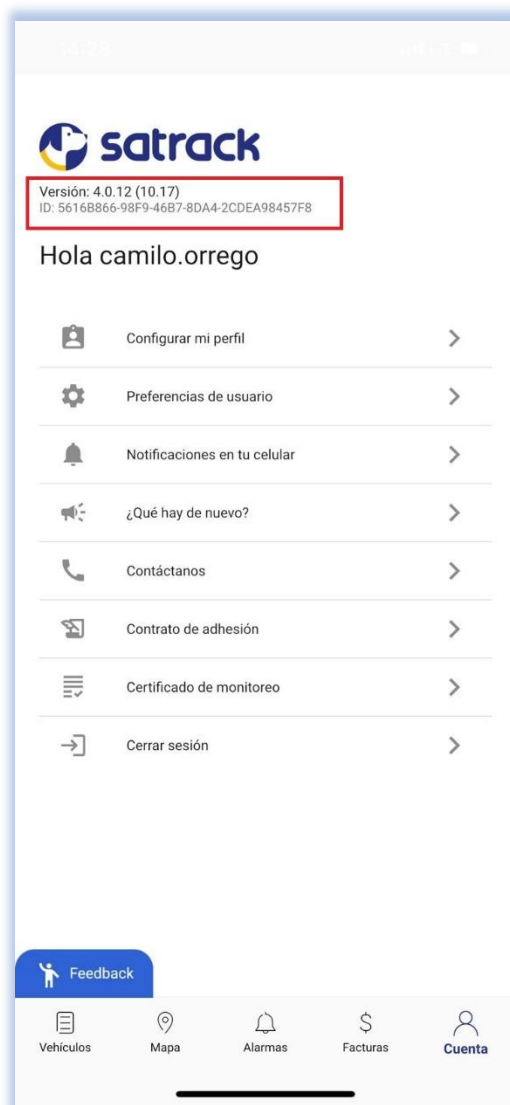 satrack
Versión: 4.0.12 (10.17)
ID: 5616B866-98F9-46B7-8DA4-2CDEA98457F8
Hola camilo.orrego
Configurar mi perfil
Preferencias de usuario
Notificaciones en tu celular
¿Qué hay de nuevo?
Contáctanos
Contrato de adhesión
Certificado de monitoreo
Cerrar sesión
Feedback
Vehículos Mapa Alarmas Facturas Cuenta